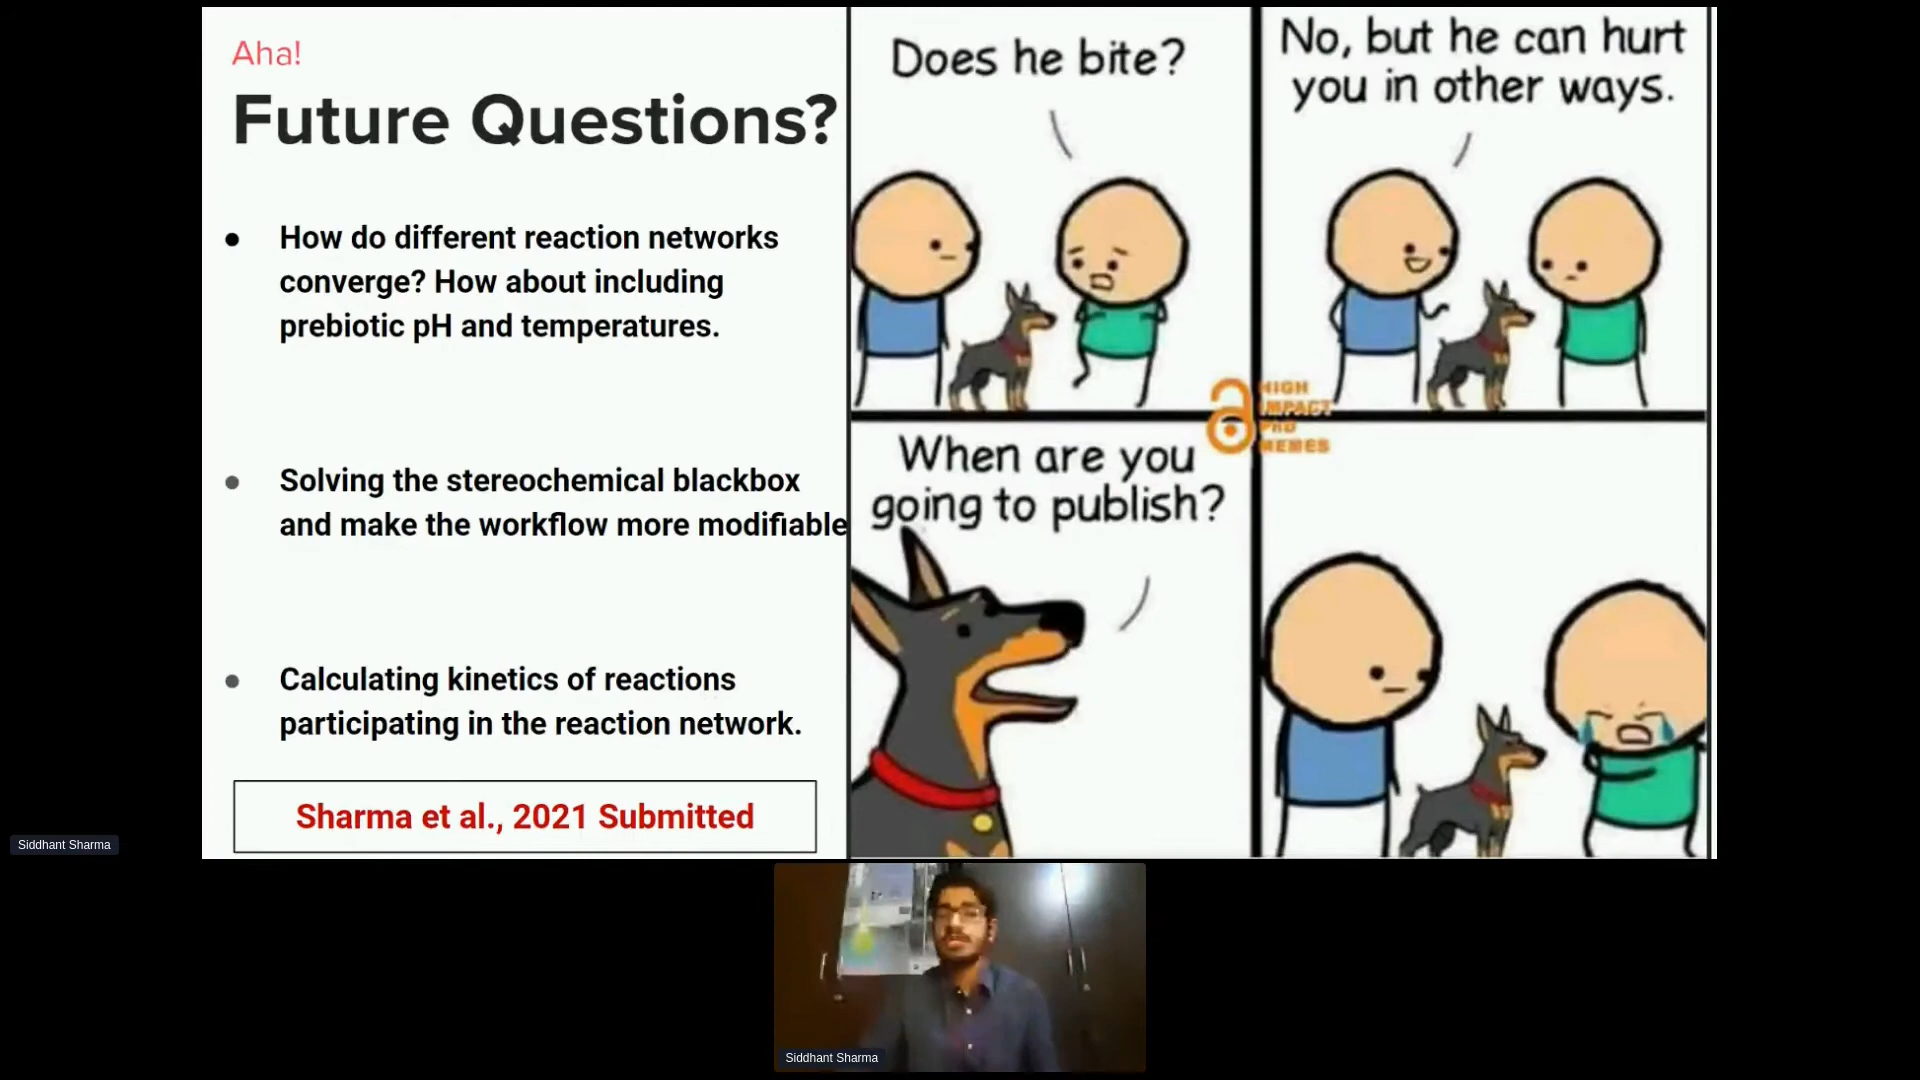 Aha!
Future Questions?
● How do different reaction networks
converge? How about including
prebiotic pH and temperatures.
● Solving the stereochemical blackbox
and make the workflow more modifiable
● Calculating kinetics of reactions
participating in the reaction network.
Sharma et al., 2021 Submitted
Does he bite?
No, but he can hurt
you in other ways.
HIGH
IMPACT
PHD
MEMES
When are you
going to publish?
Siddhant Sharma
Siddhant Sharma